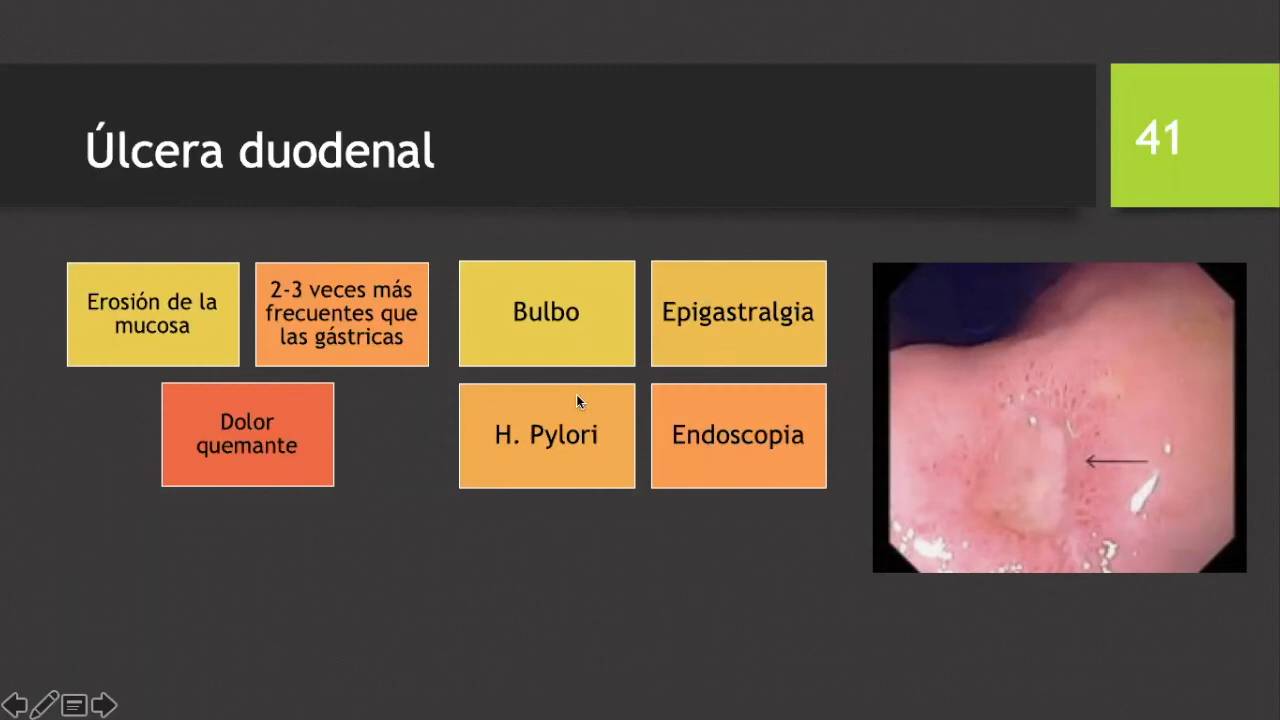 Úlcera duodenal
41
Erosión de la
mucosa
2-3 veces más
frecuentes que
las gástricas
Dolor
quemante
Bulbo
Epigastralgia
H. Pylori
Endoscopia